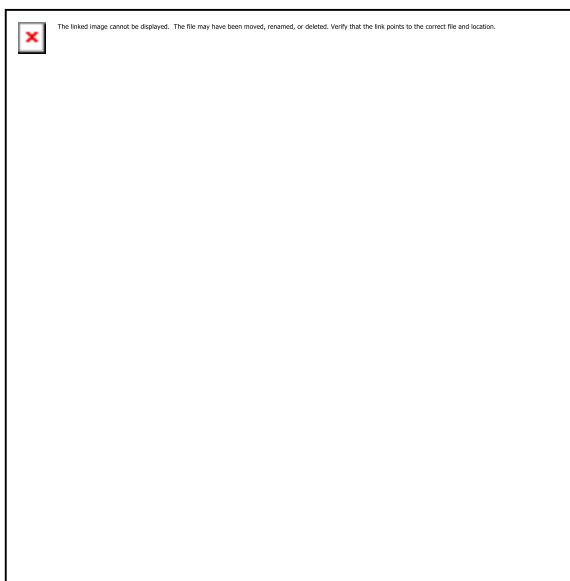 The linked image cannot be displayed.  The file may have been moved, renamed, or deleted. Verify that the link points to the correct file and location.